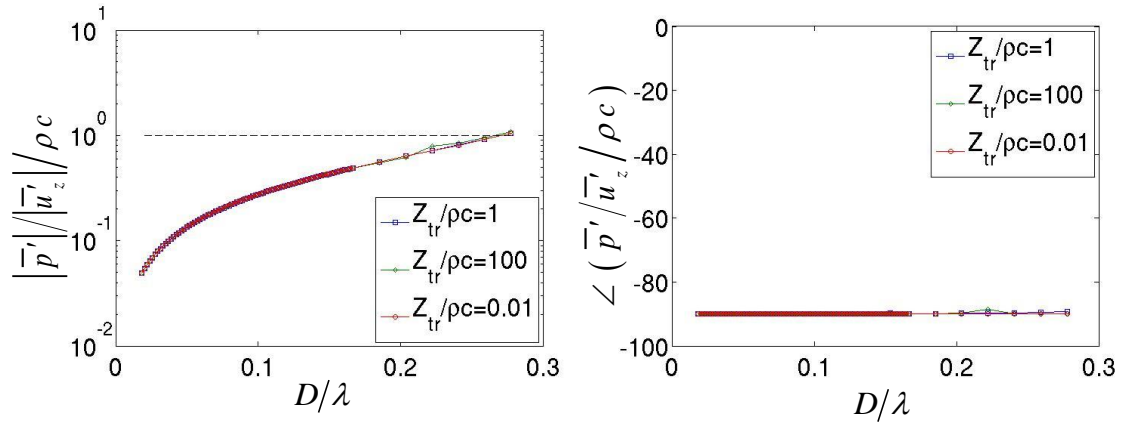 10^1
10^0
10^-1
10^-2
|p̅'|/|u̅'_z|/ρc
Z_tr/ρc=1
Z_tr/ρc=100
Z_tr/ρc=0.01
0 0.1 0.2 0.3
D/λ
0
-20
-40
-60
-80
-100
∠(p̅'/u̅'_z/ρc)
Z_tr/ρc=1
Z_tr/ρc=100
Z_tr/ρc=0.01
0 0.1 0.2 0.3
D/λ